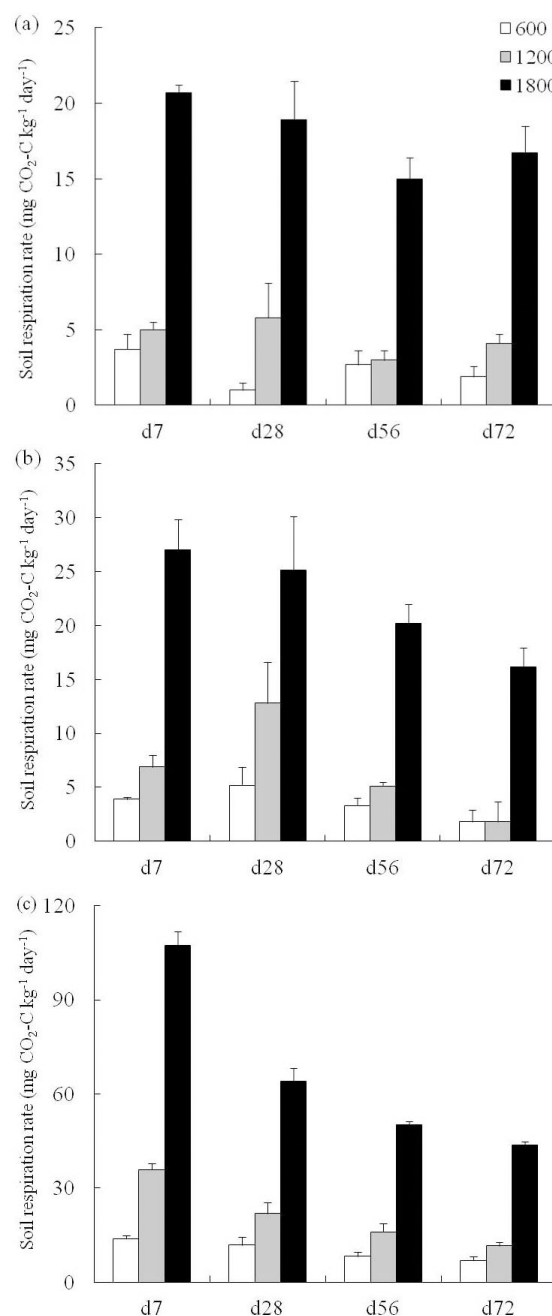 (a)
25
20
15
10
5
0
Soil respiration rate (mg CO₂-C kg⁻¹ day⁻¹)
600
1200
1800
d7 d28 d56 d72
(b)
35
30
25
20
15
10
5
0
Soil respiration rate (mg CO₂-C kg⁻¹ day⁻¹)
d7 d28 d56 d72
(c)
120
90
60
30
0
Soil respiration rate (mg CO₂-C kg⁻¹ day⁻¹)
d7 d28 d56 d72